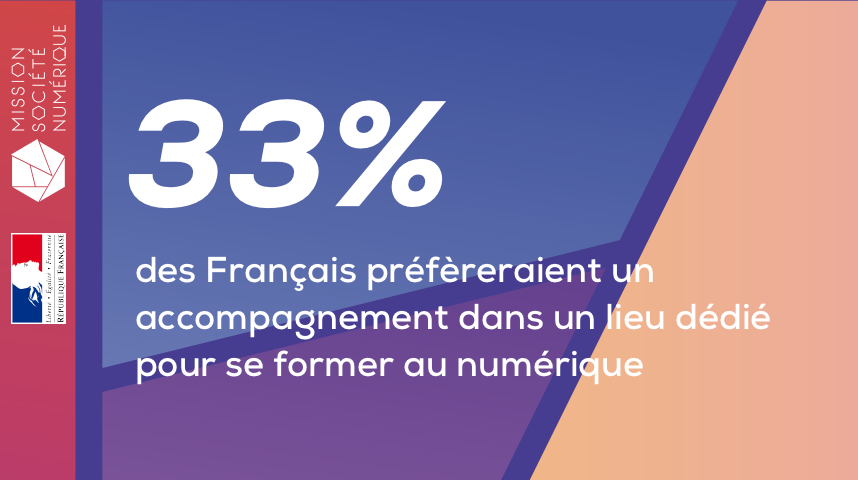 MISSION
SOCIÉTÉ
NUMÉRIQUE
Liberté • Égalité • Fraternité
RÉPUBLIQUE FRANÇAISE
33%
des Français préfèreraient un
accompagnement dans un lieu dédié
pour se former au numérique